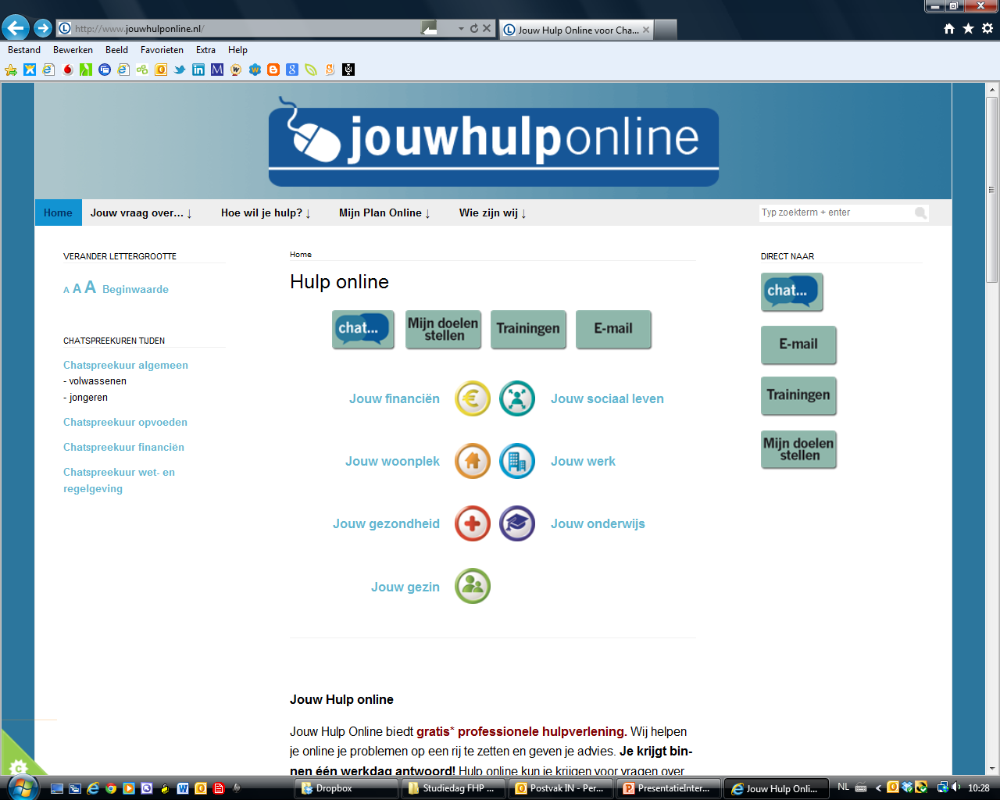 http://www.jouwhulponline.nl/
Jouw Hulp Online voor Cha...
Bestand Bewerken Beeld Favorieten Extra Help
jouwhulponline
Home Jouw vraag over... ↓ Hoe wil je hulp? ↓ Mijn Plan Online ↓ Wie zijn wij ↓
Typ zoekterm + enter
VERANDER LETTERGROOTTE
A A A Beginwaarde
CHATSPREEKUREN TIJDEN
Chatspreekuur algemeen
- volwassenen
- jongeren
Chatspreekuur opvoeden
Chatspreekuur financiën
Chatspreekuur wet- en
regelgeving
Home
Hulp online
chat...
Mijn doelen
stellen
Trainingen
E-mail
Jouw financiën
Jouw sociaal leven
Jouw woonplek
Jouw werk
Jouw gezondheid
Jouw onderwijs
Jouw gezin
Jouw Hulp online
Jouw Hulp Online biedt gratis* professionele hulpverlening. Wij helpen
je online je problemen op een rij te zetten en geven je advies. Je krijgt bin-
nen één werkdag antwoord! Hulp online kun je krijgen voor vragen over
DIRECT NAAR
chat...
E-mail
Trainingen
Mijn doelen
stellen
Dropbox
Studiedag FHP ...
Postvak IN - Per...
PresentatieInter...
Jouw Hulp Onli...
NL
10:28